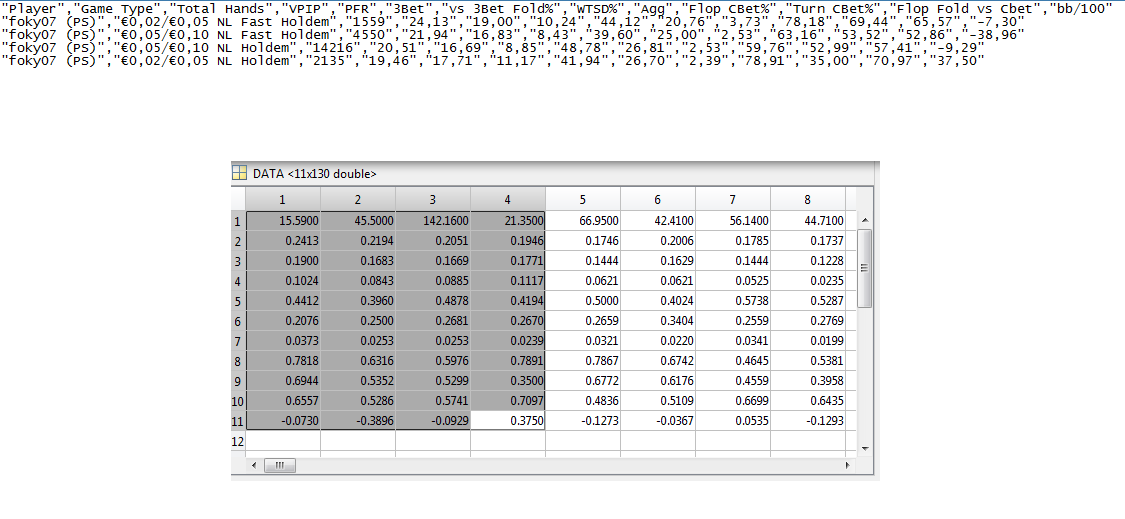 "Player","Game Type","Total Hands","VPIP","PFR","3Bet","vs 3Bet Fold%","WTSD%","Agg","Flop CBet%","Turn CBet%","Flop Fold vs Cbet","bb/100"
"foky07 (PS)","€0,02/€0,05 NL Fast Holdem","1559","24,13","19,00","10,24","44,12","20,76","3,73","78,18","69,44","65,57","-7,30"
"foky07 (PS)","€0,05/€0,10 NL Fast Holdem","4550","21,94","16,83","8,43","39,60","25,00","2,53","63,16","53,52","52,86","-38,96"
"foky07 (PS)","€0,05/€0,10 NL Holdem","14216","20,51","16,69","8,85","48,78","26,81","2,53","59,76","52,99","57,41","-9,29"
"foky07 (PS)","€0,02/€0,05 NL Holdem","2135","19,46","17,71","11,17","41,94","26,70","2,39","78,91","35,00","70,97","37,50"
DATA <11x130 double>
1 2 3 4 5 6 7 8
1 15.5900 45.5000 142.1600 21.3500 66.9500 42.4100 56.1400 44.7100
2 0.2413 0.2194 0.2051 0.1946 0.1746 0.2006 0.1785 0.1737
3 0.1900 0.1683 0.1669 0.1771 0.1444 0.1629 0.1444 0.1228
4 0.1024 0.0843 0.0885 0.1117 0.0621 0.0621 0.0525 0.0235
5 0.4412 0.3960 0.4878 0.4194 0.5000 0.4024 0.5738 0.5287
6 0.2076 0.2500 0.2681 0.2670 0.2659 0.3404 0.2559 0.2769
7 0.0373 0.0253 0.0253 0.0239 0.0321 0.0220 0.0341 0.0199
8 0.7818 0.6316 0.5976 0.7891 0.7867 0.6742 0.4645 0.5381
9 0.6944 0.5352 0.5299 0.3500 0.6772 0.6176 0.4559 0.3958
10 0.6557 0.5286 0.5741 0.7097 0.4836 0.5109 0.6699 0.6435
11 -0.0730 -0.3896 -0.0929 0.3750 -0.1273 -0.0367 0.0535 -0.1293
12